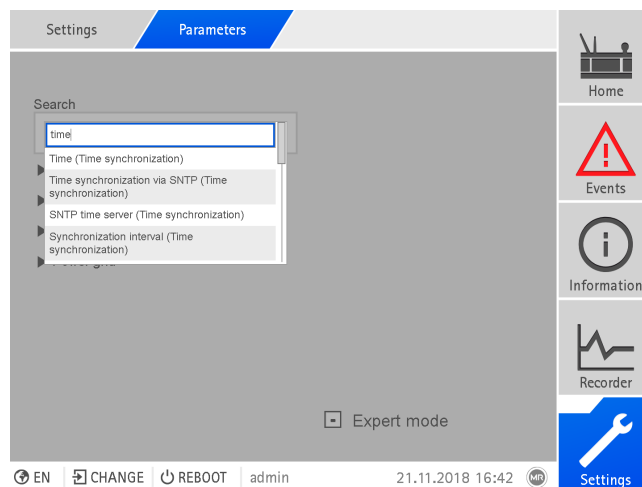 Settings
Parameters
Search
time
Time (Time synchronization)
Time synchronization via SNTP (Time
synchronization)
SNTP time server (Time synchronization)
Synchronization interval (Time
synchronization)
Expert mode
EN
CHANGE
REBOOT
admin
21.11.2018 16:42
MR
Home
Events
Information
Recorder
Settings